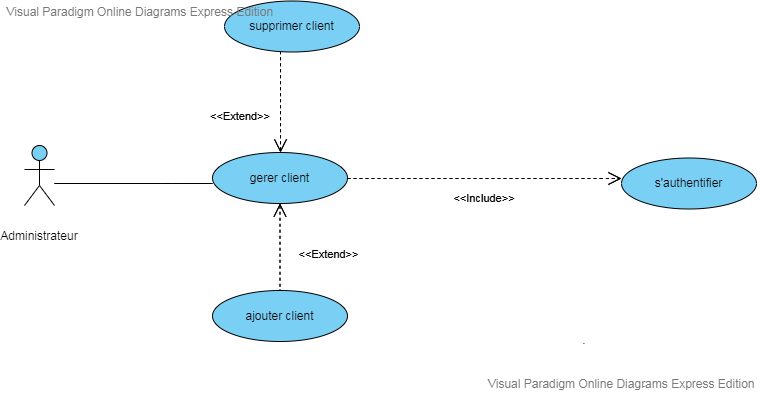 Visual Paradigm Online Diagrams Express Edition
supprimer client
<<Extend>>
gerer client
s'authentifier
<<Include>>
Administrateur
<<Extend>>
ajouter client
Visual Paradigm Online Diagrams Express Edition